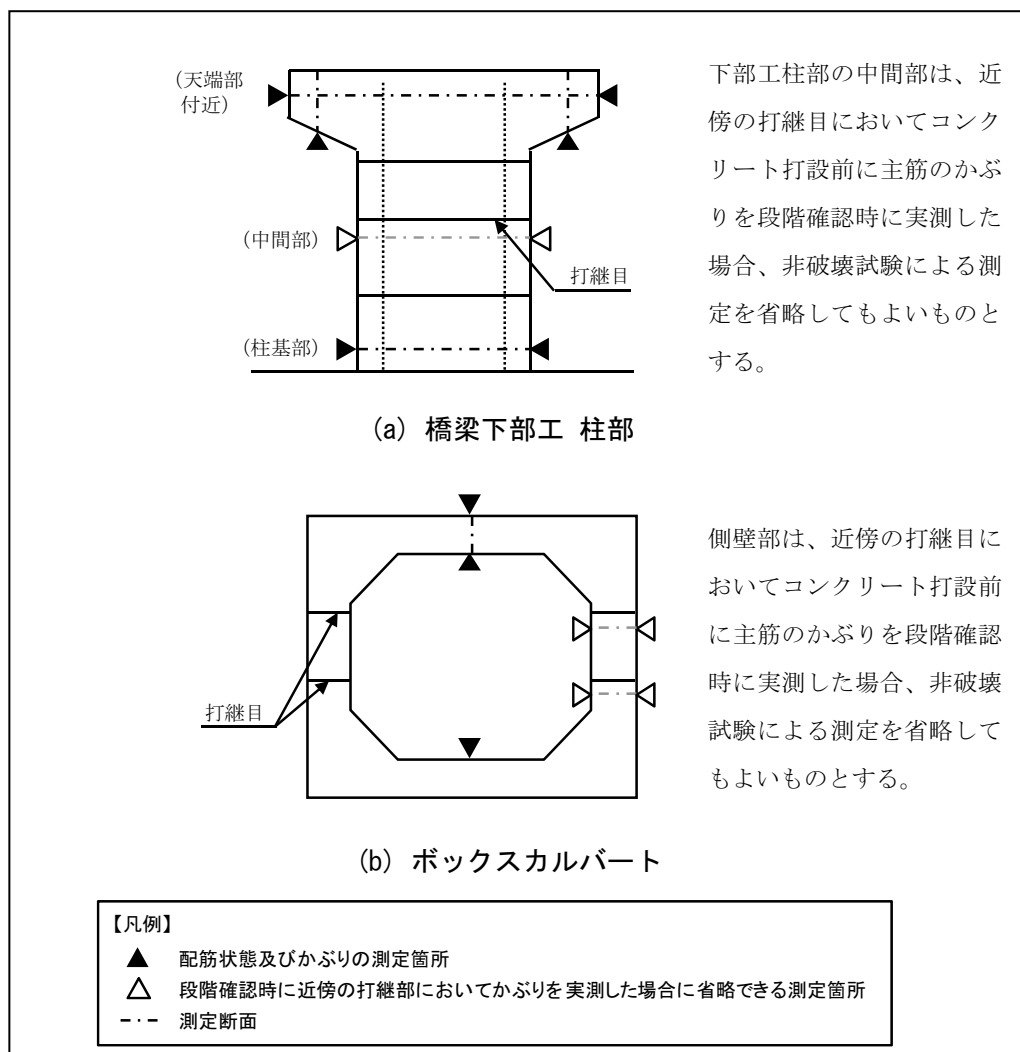 (天端部
付近)
(中間部)
打継目
(柱基部)
下部工柱部の中間部は、近
傍の打継目においてコンク
リート打設前に主筋のかぶ
りを段階確認時に実測した
場合、非破壊試験による測
定を省略してもよいものと
する。
(a) 橋梁下部工 柱部
打継目
側壁部は、近傍の打継目に
おいてコンクリート打設前
に主筋のかぶりを段階確認
時に実測した場合、非破壊
試験による測定を省略して
もよいものとする。
(b) ボックスカルバート
【凡例】
▲ 配筋状態及びかぶりの測定箇所
△ 段階確認時に近傍の打継部においてかぶりを実測した場合に省略できる測定箇所
測定断面